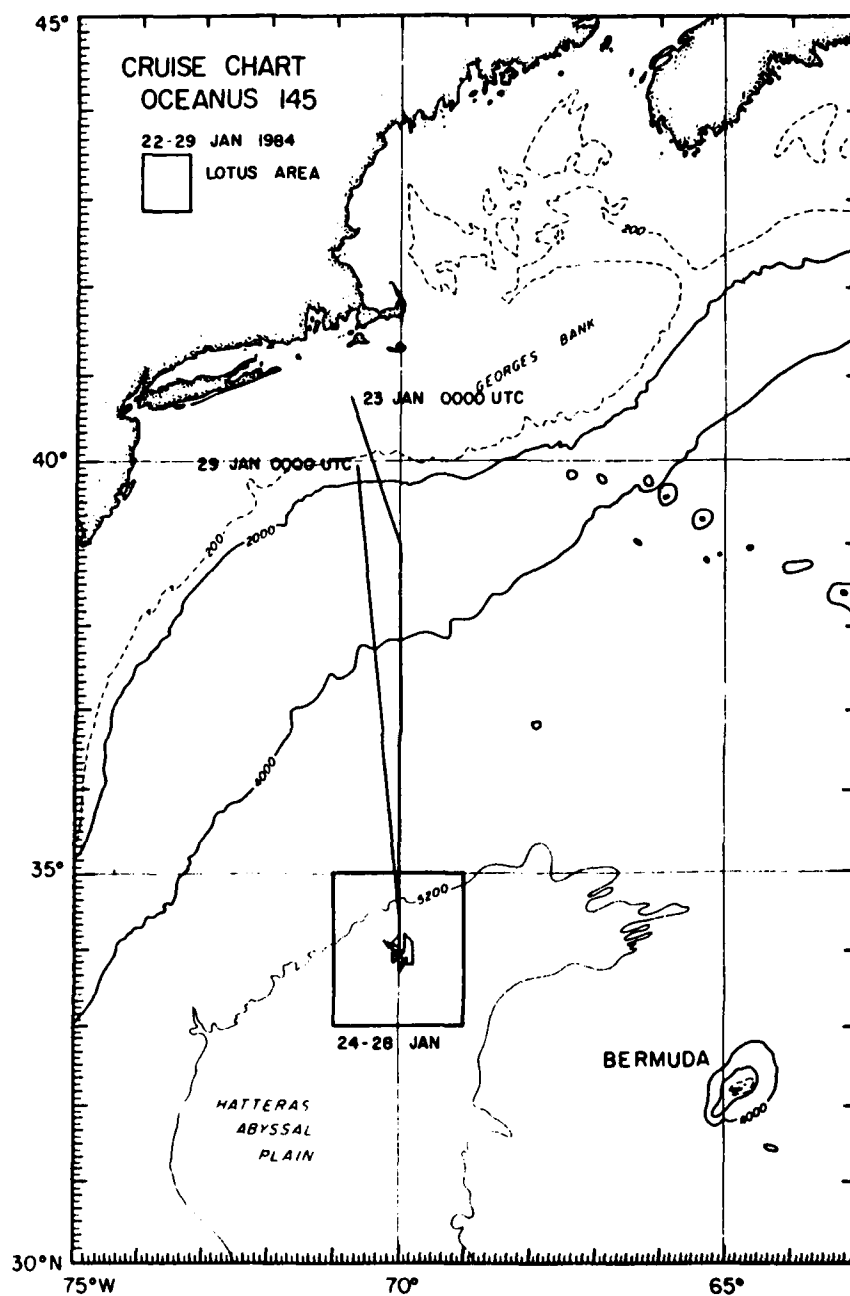 45°
CRUISE CHART
OCEANUS 145
22-29 JAN 1984
LOTUS AREA
200
GEORGES BANK
23 JAN 0000 UTC
40°
29 JAN 0000 UTC
200
2000
4000
35°
5200
24-28 JAN
BERMUDA
4000
HATTERAS
ABYSSAL
PLAIN
30°N
75°W
70°
65°